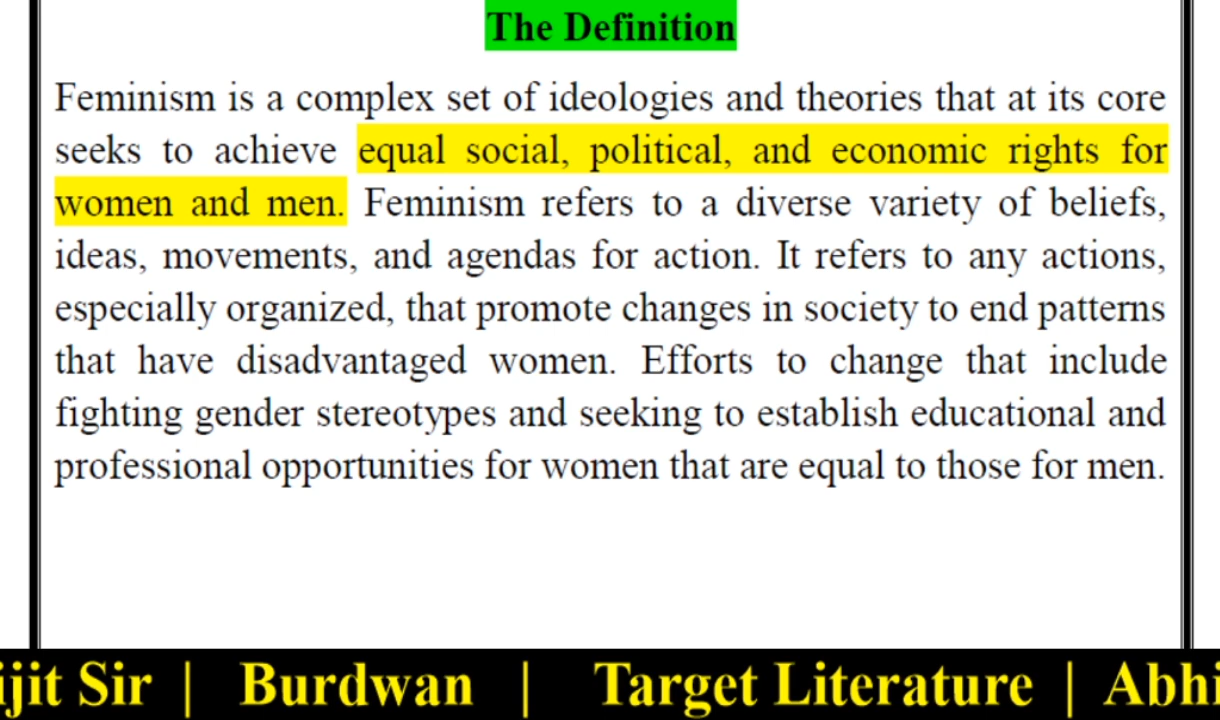 The Definition
Feminism is a complex set of ideologies and theories that at its core
seeks to achieve equal social, political, and economic rights for
women and men. Feminism refers to a diverse variety of beliefs,
ideas, movements, and agendas for action. It refers to any actions,
especially organized, that promote changes in society to end patterns
that have disadvantaged women. Efforts to change that include
fighting gender stereotypes and seeking to establish educational and
professional opportunities for women that are equal to those for men.
ijit Sir | Burdwan | Target Literature | Abhi